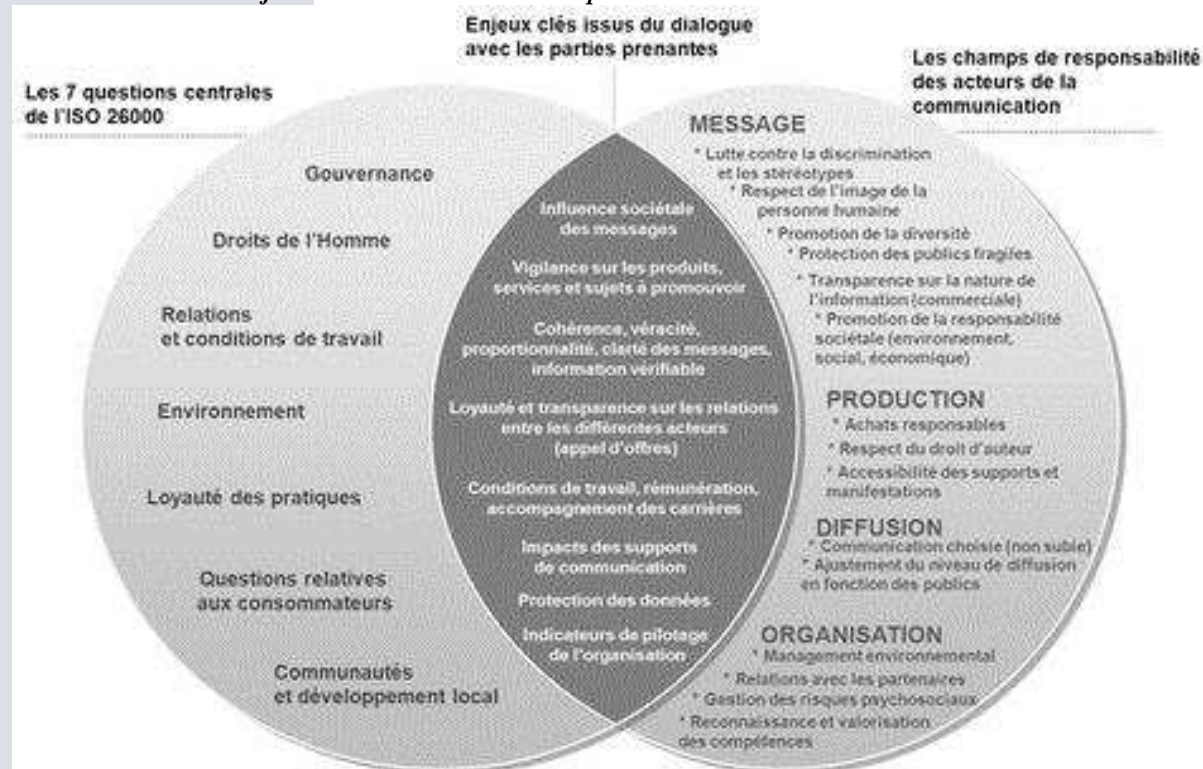 Enjeux clés issus du dialogue
avec les parties prenantes
Les champs de responsabilité
des acteurs de la
communication
Les 7 questions centrales
de l'ISO 26000
Gouvernance
Droits de l'Homme
Relations
et conditions de travail
Environnement
Loyauté des pratiques
Questions relatives
aux consommateurs
Communautés
et développement local
Influence sociétale
des messages
Vigilance sur les produits,
services et sujets à promouvoir
Cohérence, véracité,
proportionnalité, clarté des messages,
information vérifiable
Loyauté et transparence sur les relations
entre les différentes acteurs
(appel d'offres)
Conditions de travail, rémunération,
accompagnement des carrières
Impacts des supports
de communication
Protection des données
Indicateurs de pilotage
de l'organisation
MESSAGE
* Lutte contre la discrimination
et les stéréotypes
* Respect de l'image de la
personne humaine
* Promotion de la diversité
* Protection des publics fragiles
* Transparence sur la nature de
l'information (commerciale)
* Promotion de la responsabilité
sociétale (environnement,
social, économique)
PRODUCTION
* Achats responsables
* Respect du droit d'auteur
* Accessibilité des supports et
manifestations
DIFFUSION
* Communication choisie (non subie)
* Ajustement du niveau de diffusion
en fonction des publics
ORGANISATION
* Management environnemental
* Relations avec les partenaires
* Gestion des risques psychosociaux
* Reconnaissance et valorisation
des compétences